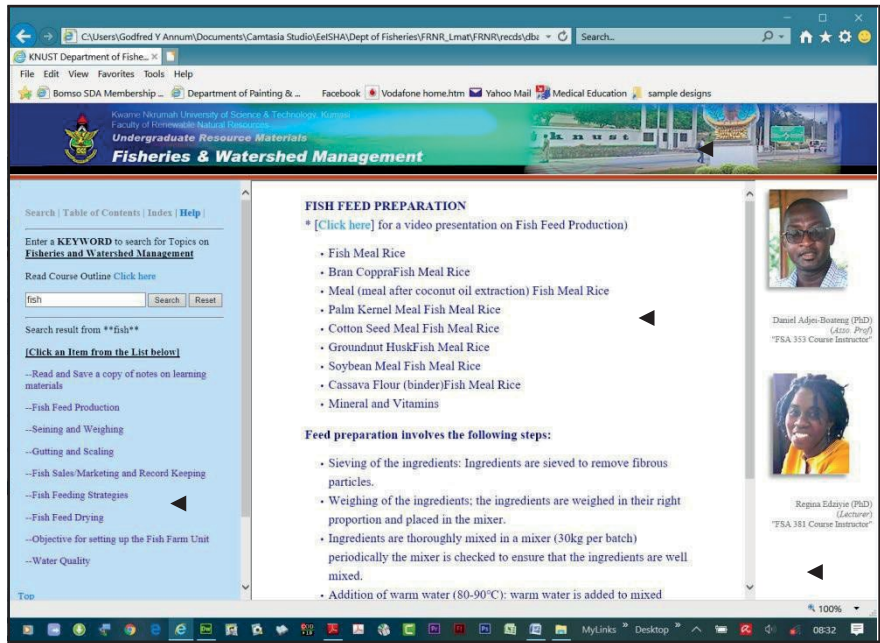 C:\Users\Godfred Y Annum\Documents\Camtasia Studio\EeISHA\Dept of Fisheries\FRNR_Lmat\FRNR\recds\dba
Search...
KNUST Department of Fishe...
File Edit View Favorites Tools Help
Bomso SDA Membership ... Department of Painting & ... Facebook Vodafone home.htm Yahoo Mail Medical Education sample designs
Kwame Nkrumah University of Science & Technology, Kumasi
Faculty of Renewable Natural Resources
Undergraduate Resource Materials
Fisheries & Watershed Management
knust
Search | Table of Contents | Index | Help |
Enter a KEYWORD to search for Topics on
Fisheries and Watershed Management
Read Course Outline Click here
fish Search Reset
Search result from **fish**
[Click an Item from the List below]
--Read and Save a copy of notes on learning
materials
--Fish Feed Production
--Seining and Weighing
--Gutting and Scaling
--Fish Sales/Marketing and Record Keeping
--Fish Feeding Strategies
--Fish Feed Drying
--Objective for setting up the Fish Farm Unit
--Water Quality
Top
FISH FEED PREPARATION
* [Click here] for a video presentation on Fish Feed Production)
• Fish Meal Rice
• Bran CoppraFish Meal Rice
• Meal (meal after coconut oil extraction) Fish Meal Rice
• Palm Kernel Meal Fish Meal Rice
• Cotton Seed Meal Fish Meal Rice
• Groundnut HuskFish Meal Rice
• Soybean Meal Fish Meal Rice
• Cassava Flour (binder)Fish Meal Rice
• Mineral and Vitamins
Feed preparation involves the following steps:
• Sieving of the ingredients: Ingredients are sieved to remove fibrous
particles.
• Weighing of the ingredients; the ingredients are weighed in their right
proportion and placed in the mixer.
• Ingredients are thoroughly mixed in a mixer (30kg per batch)
periodically the mixer is checked to ensure that the ingredients are well
mixed.
• Addition of warm water (80-90°C): warm water is added to mixed
Daniel Adjei-Boateng (PhD)
(Asso. Prof)
"FSA 353 Course Instructor"
Regina Edziyie (PhD)
(Lecturer)
"FSA 381 Course Instructor"
100%
MyLinks » Desktop » 08:32